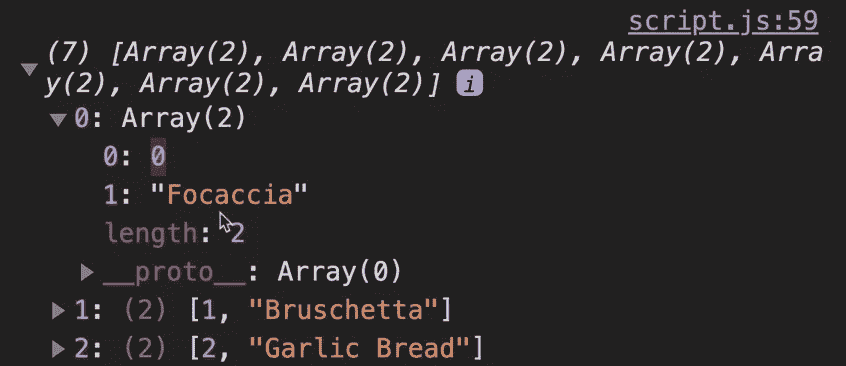 script.js:59
(7) [Array(2), Array(2), Array(2), Array(2), Arra
y(2), Array(2), Array(2)] i
0: Array(2)
0: 0
1: "Focaccia"
length: 2
__proto__: Array(0)
1: (2) [1, "Bruschetta"]
2: (2) [2, "Garlic Bread"]